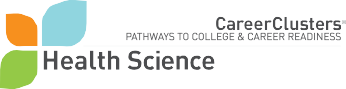 CareerClusters®
PATHWAYS TO COLLEGE & CAREER READINESS
Health Science